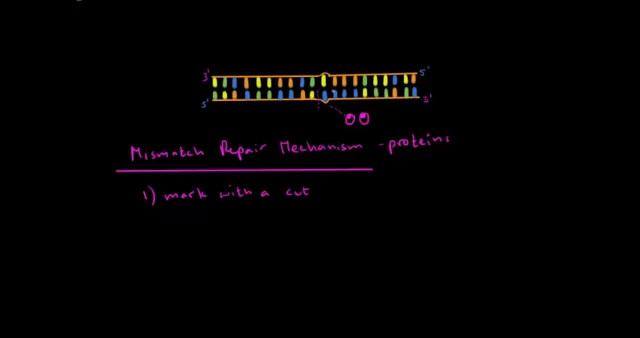 3' 5'
5' 3'
Mismatch Repair Mechanism - proteins
1) mark with a cut